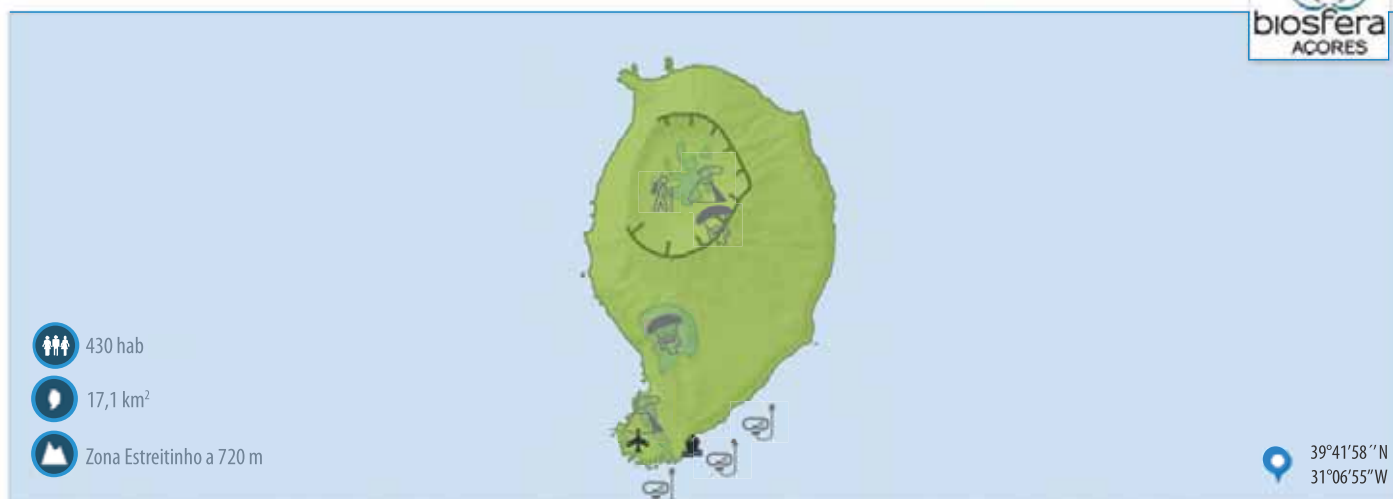 biosfera
AÇORES
430 hab
17,1 km²
Zona Estreitinho a 720 m
39°41'58´´N
31°06'55”W